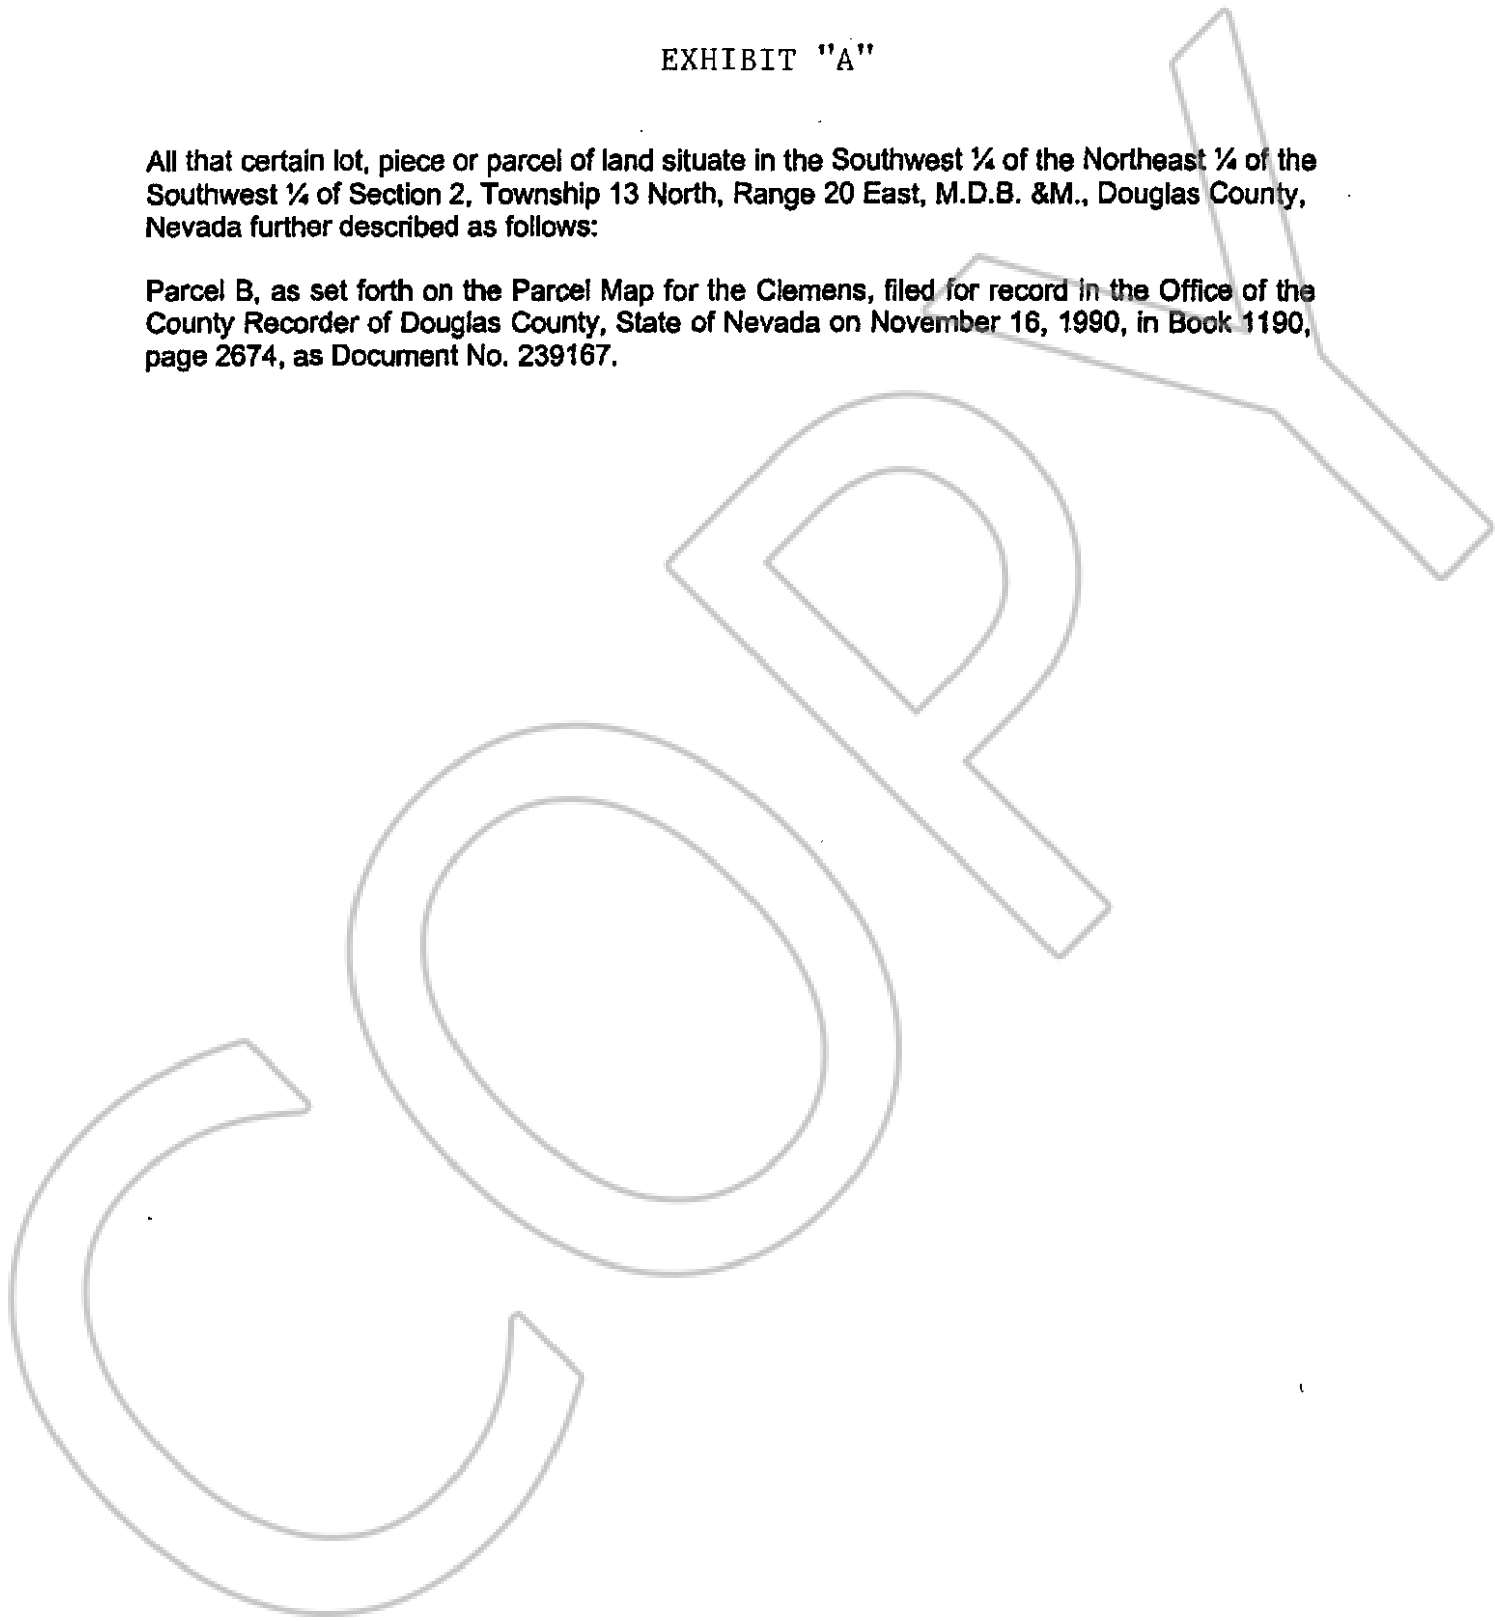 EXHIBIT "A"
All that certain lot, piece or parcel of land situate in the Southwest ¼ of the Northeast ¼ of the
Southwest ¼ of Section 2, Township 13 North, Range 20 East, M.D.B. &M., Douglas County,
Nevada further described as follows:
Parcel B, as set forth on the Parcel Map for the Clemens, filed for record in the Office of the
County Recorder of Douglas County, State of Nevada on November 16, 1990, in Book 1190,
page 2674, as Document No. 239167.
COPY